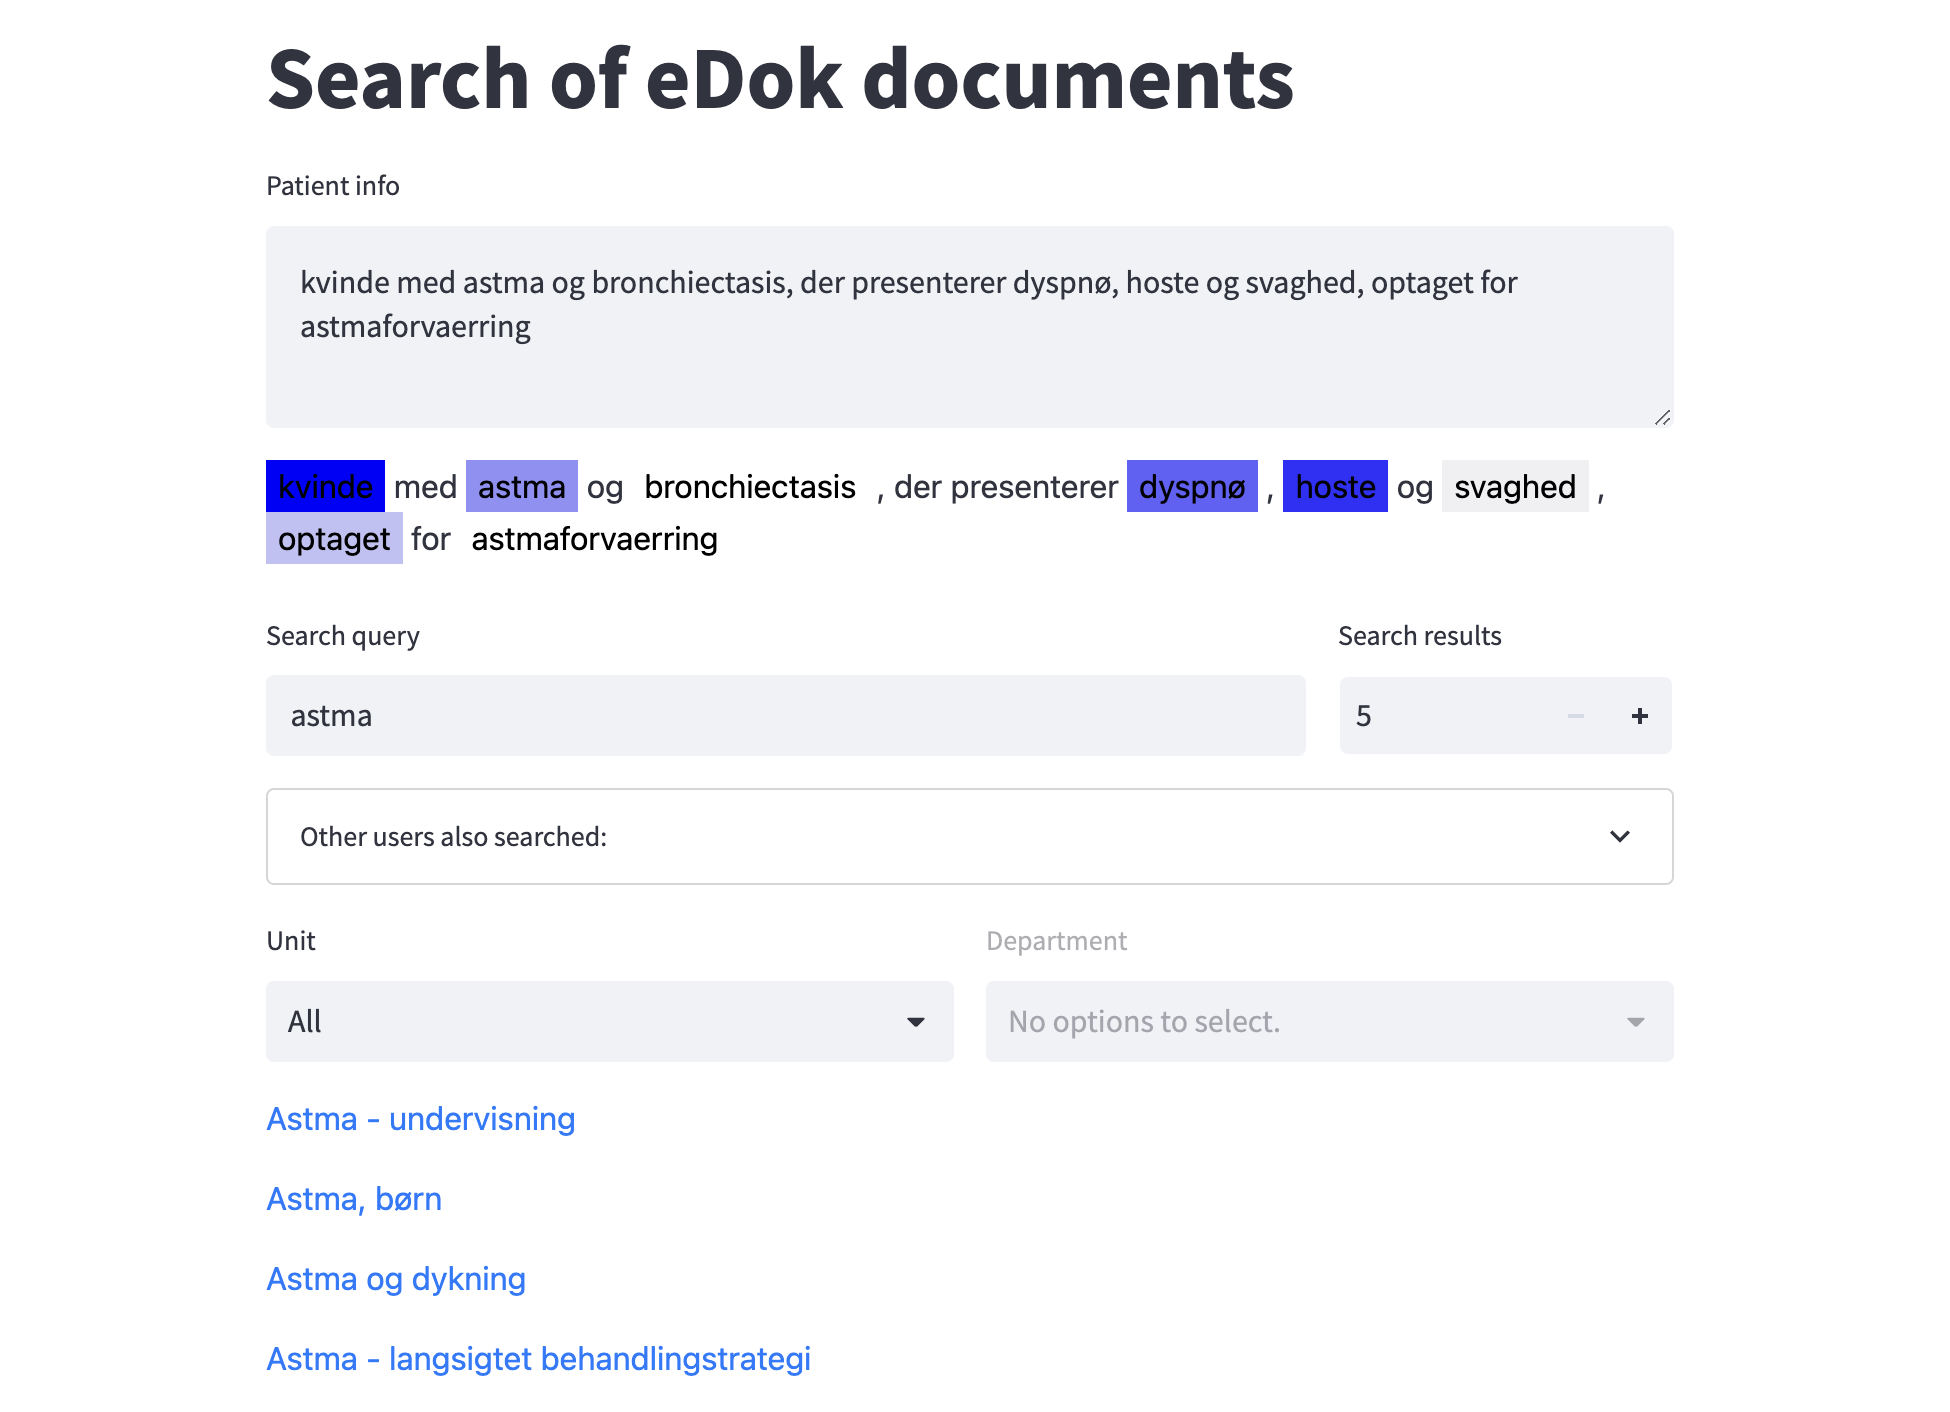 Search of eDok documents
Patient info
kvinde med astma og bronchiectasis, der presenterer dyspnø, hoste og svaghed, optaget for
astmaforvaerring
kvinde med astma og bronchiectasis , der presenterer dyspnø , hoste og svaghed ,
optaget for astmaforvaerring
Search query
Search results
astma
5
Other users also searched:
Unit
Department
All
No options to select.
Astma - undervisning
Astma, børn
Astma og dykning
Astma - langsigtet behandlingstrategi